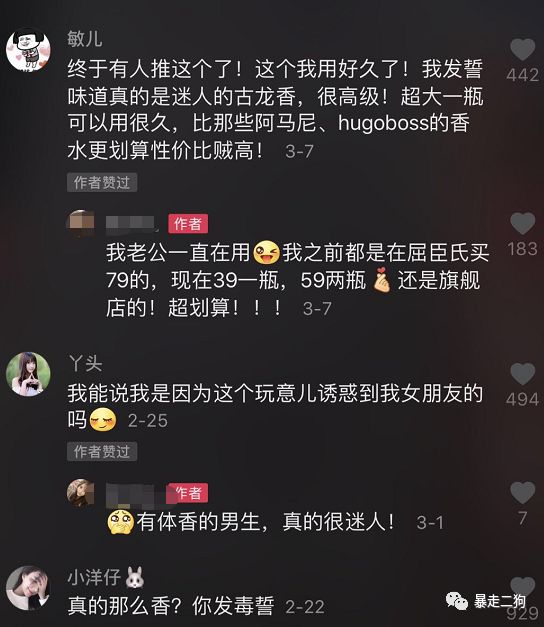 敏儿
终于有人推这个了！这个我用好久了！我发誓
味道真的是迷人的古龙香，很高级！超大一瓶
可以用很久，比那些阿马尼、hugoboss的香
水更划算性价比贼高！ 3-7
442
作者赞过
作者
我老公一直在用😜我之前都是在屈臣氏买
79的，现在39一瓶，59两瓶🫰还是旗舰
店的！超划算！！！ 3-7
183
丫头
我能说我是因为这个玩意儿诱惑到我女朋友的
吗😏 2-25
494
作者赞过
作者
🥺有体香的男生，真的很迷人！ 3-1
7
小洋仔🐰
真的那么香？你发毒誓 2-22
929
暴走二狗